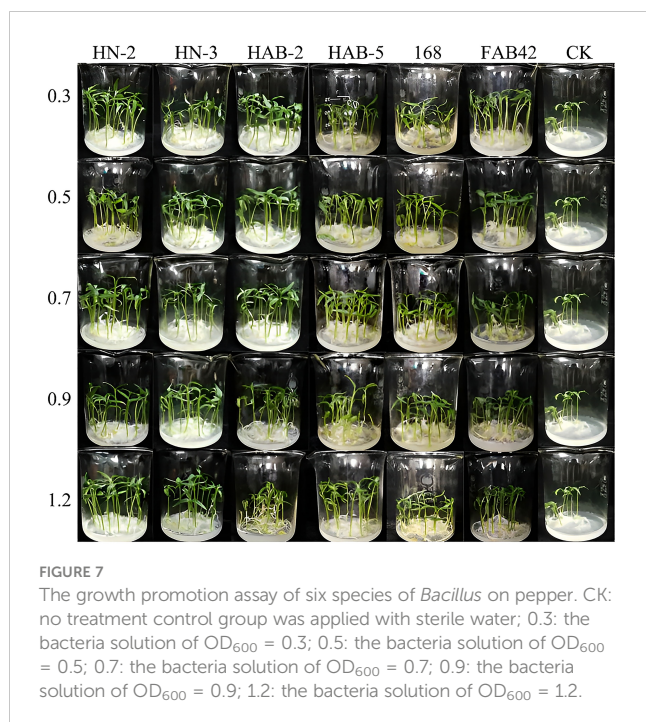 HN-2 HN-3 HAB-2 HAB-5 168 FAB42 CK
0.3
0.5
0.7
0.9
1.2
FIGURE 7
The growth promotion assay of six species of Bacillus on pepper. CK:
no treatment control group was applied with sterile water; 0.3: the
bacteria solution of OD₆₀₀ = 0.3; 0.5: the bacteria solution of OD₆₀₀
= 0.5; 0.7: the bacteria solution of OD₆₀₀ = 0.7; 0.9: the bacteria
solution of OD₆₀₀ = 0.9; 1.2: the bacteria solution of OD₆₀₀ = 1.2.